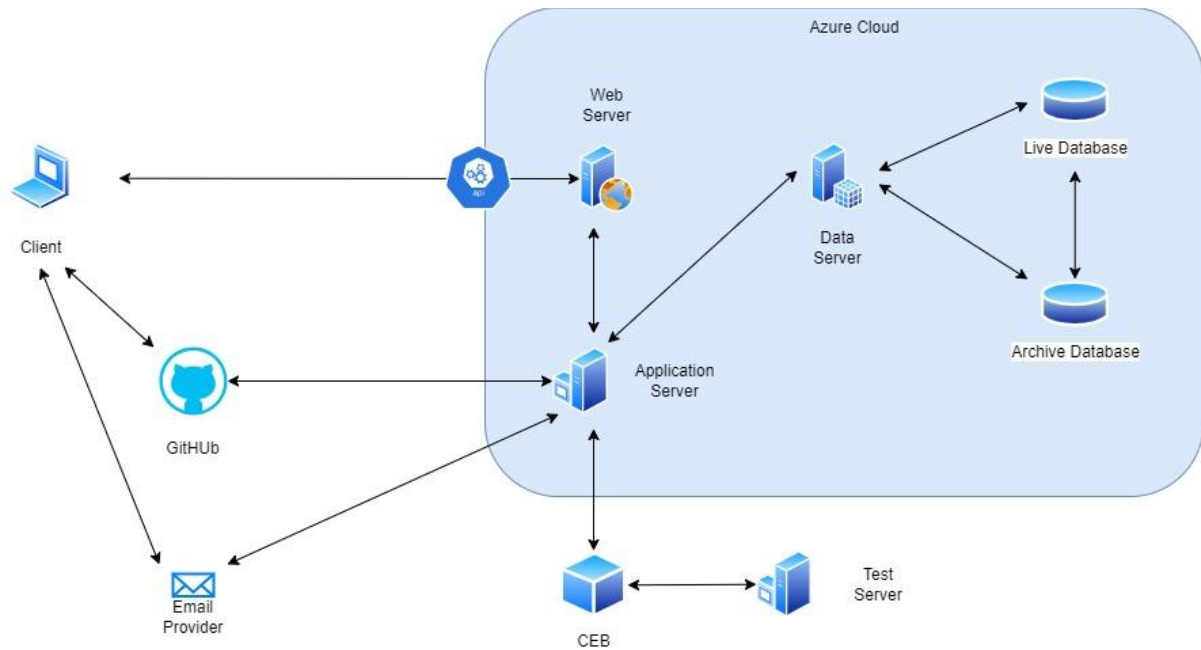 Azure Cloud
Web
Server
Live Database
api
Client
Data
Server
Archive Database
Application
Server
GitHUb
Test
Server
Email
Provider
CEB